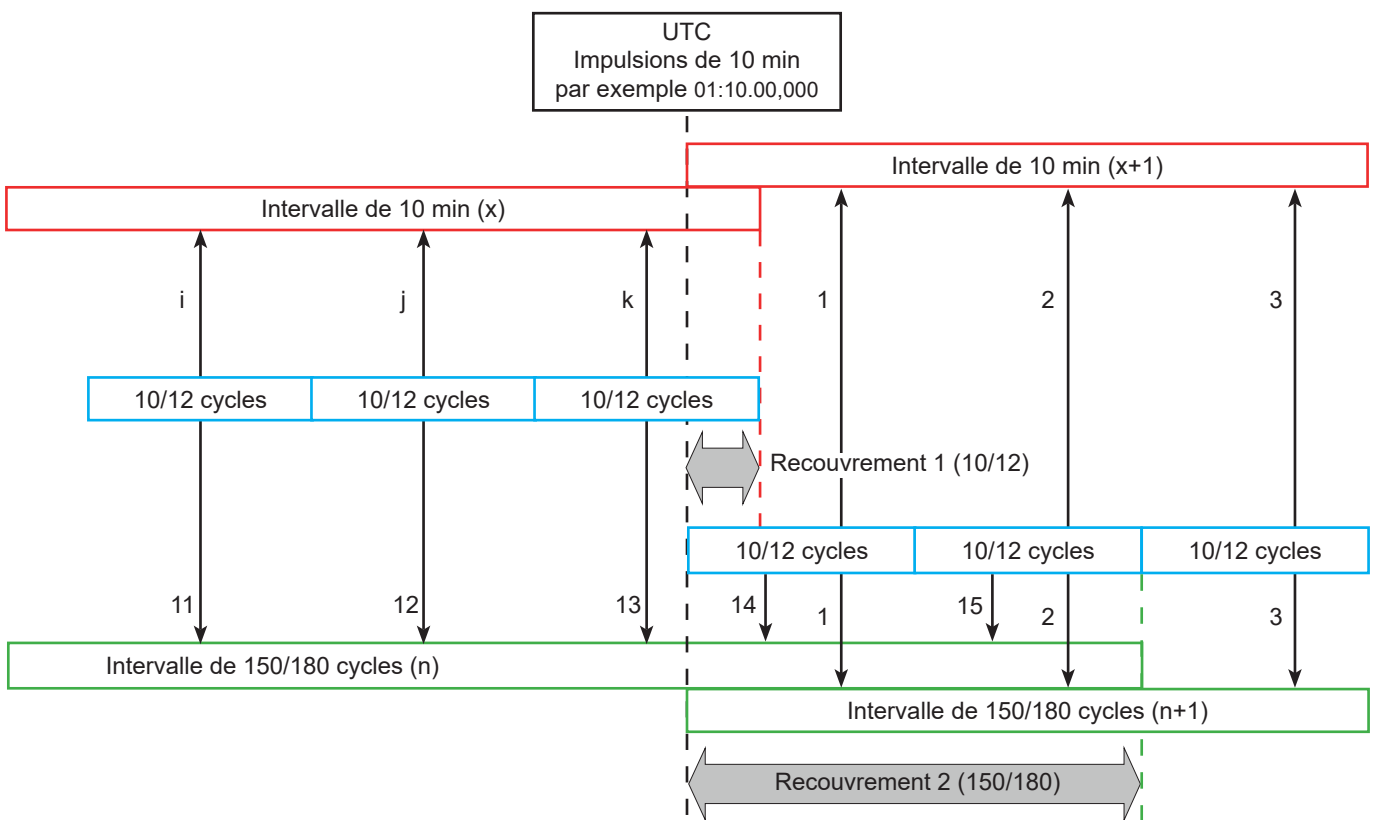 UTC
Impulsions de 10 min
par exemple 01:10.00,000
Intervalle de 10 min (x+1)
Intervalle de 10 min (x)
i
j
k
1
2
3
10/12 cycles
10/12 cycles
10/12 cycles
Recouvrement 1 (10/12)
10/12 cycles
10/12 cycles
10/12 cycles
11
12
13
14
1
15
2
3
Intervalle de 150/180 cycles (n)
Intervalle de 150/180 cycles (n+1)
Recouvrement 2 (150/180)